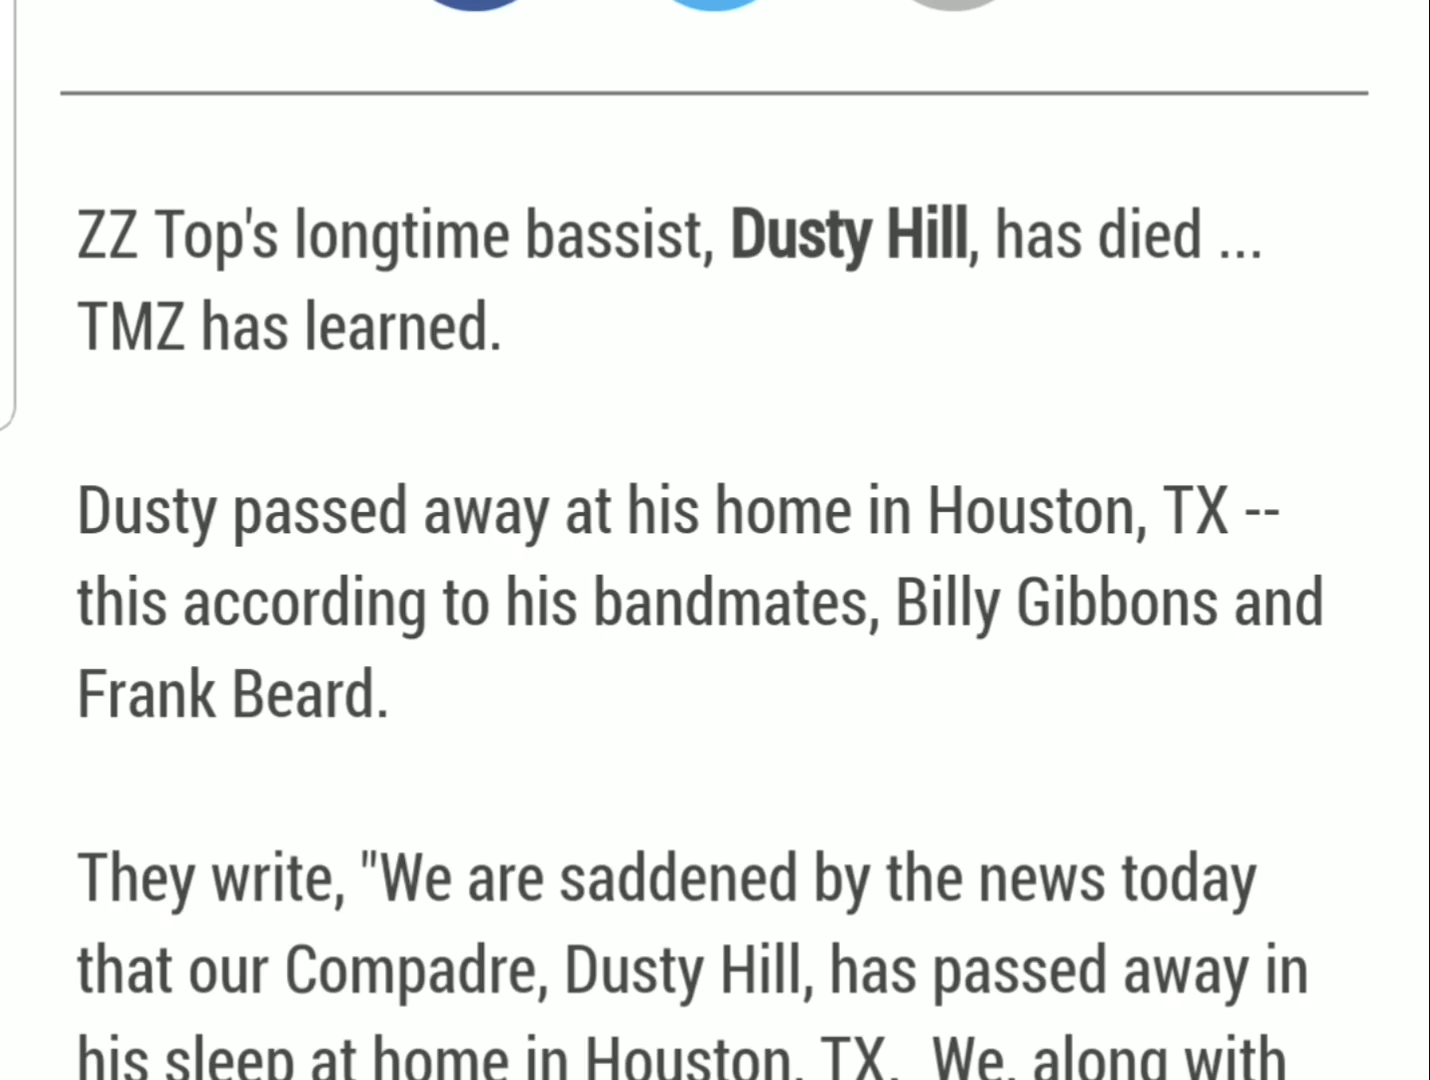 ZZ Top's longtime bassist, Dusty Hill, has died ...
TMZ has learned.
Dusty passed away at his home in Houston, TX --
this according to his bandmates, Billy Gibbons and
Frank Beard.
They write, "We are saddened by the news today
that our Compadre, Dusty Hill, has passed away in
his sleep at home in Houston, TX. We, along with